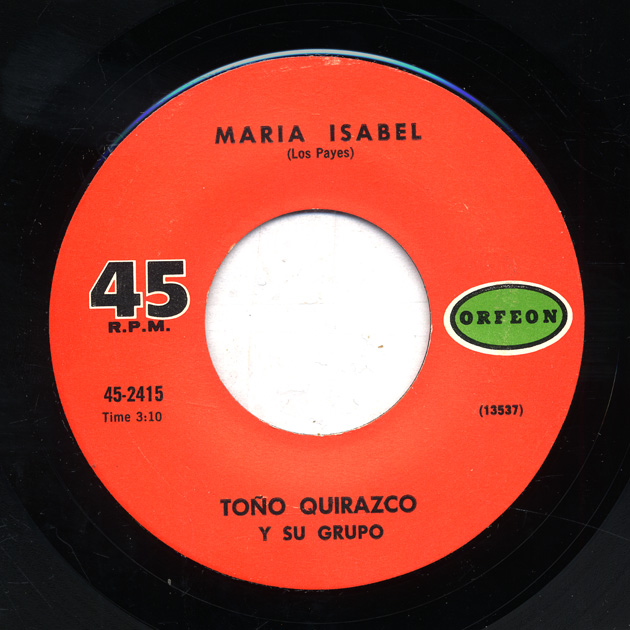 MARIA ISABEL
(Los Payes)
45
R.P.M.
ORFEON
45-2415
Time 3:10
(13537)
TOÑO QUIRAZCO
Y SU GRUPO